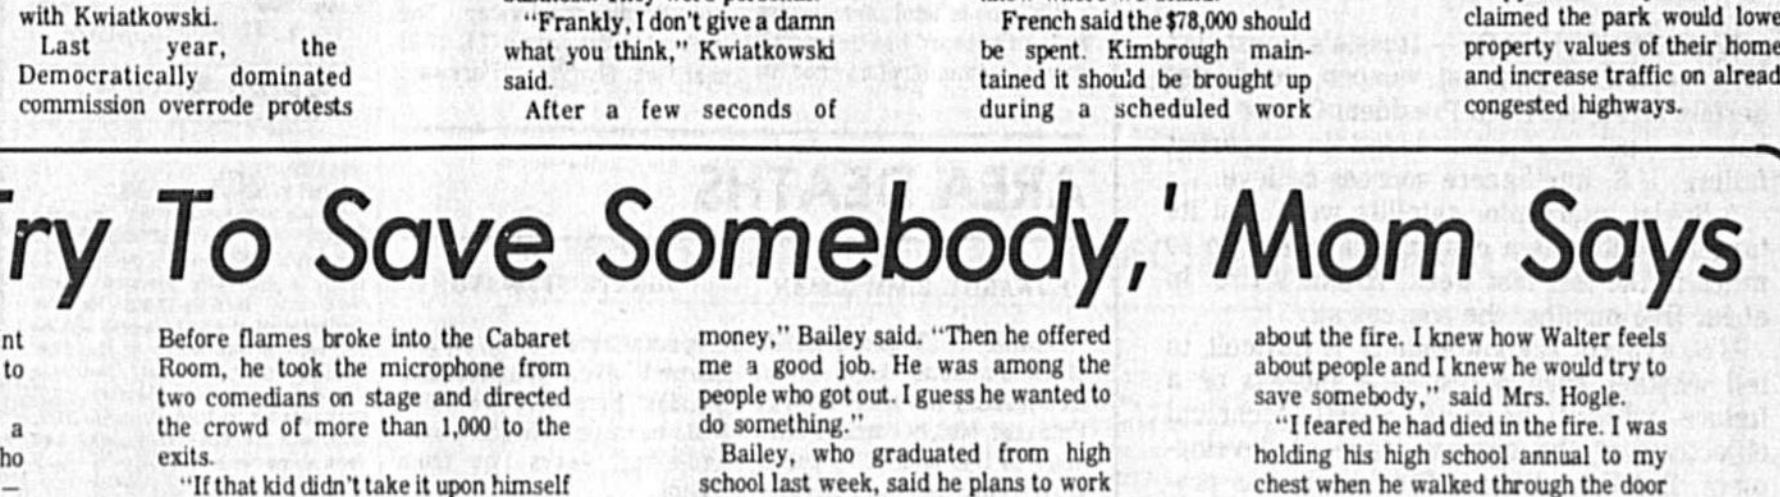 with Kwiatkowski.
Last year, the
Democratically dominated
commission overrode protests
"Frankly, I don't give a damn
what you think," Kwiatkowski
said.
After a few seconds of
French said the $78,000 should
be spent, Kimbrough main-
tained it should be brought up
during a scheduled work
claimed the park would lowe
property values of their home
and increase traffic on alread
congested highways.
Try To Save Somebody,' Mom Says
nt
to
a
ho
Before flames broke into the Cabaret
Room, he took the microphone from
two comedians on stage and directed
the crowd of more than 1,000 to the
exits.
"If that kid didn't take it upon himself
money," Bailey said. "Then he offered
me a good job. He was among the
people who got out. I guess he wanted to
do something."
Bailey, who graduated from high
school last week, said he plans to work
about the fire. I knew how Walter feels
about people and I knew he would try to
save somebody," said Mrs. Hogle.
"I feared he had died in the fire. I was
holding his high school annual to my
chest when he walked through the door